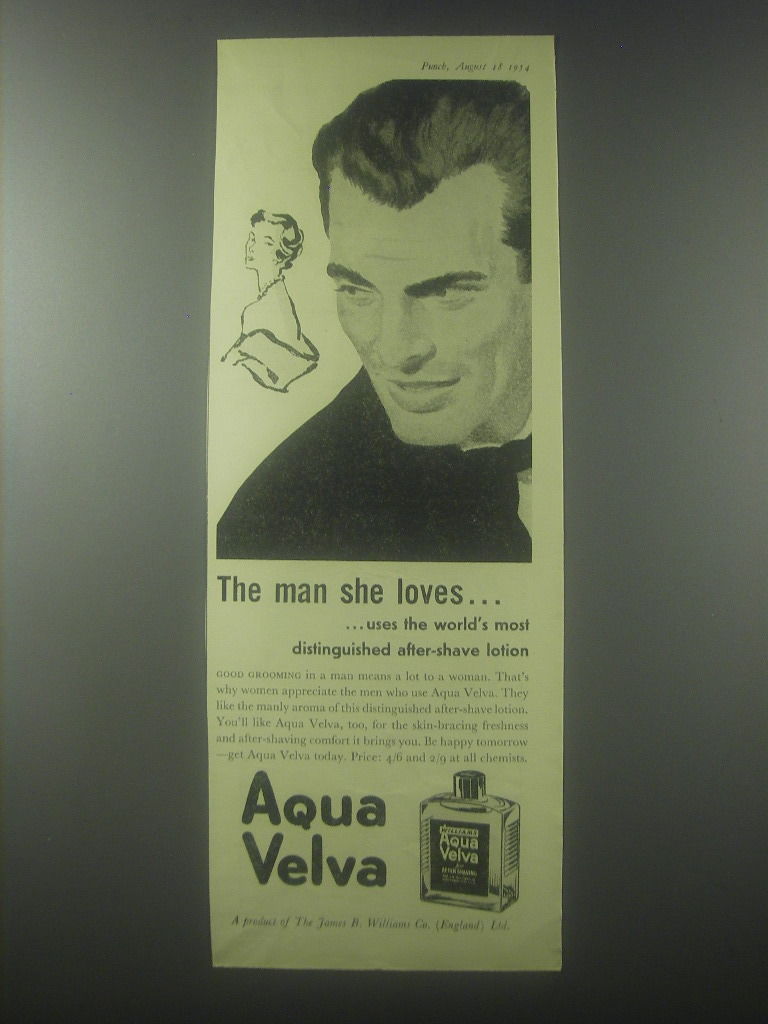 Punch, August 18 1954
The man she loves...
...uses the world's most
distinguished after-shave lotion
GOOD GROOMING in a man means a lot to a woman. That's
why women appreciate the men who use Aqua Velva. They
like the manly aroma of this distinguished after-shave lotion.
You'll like Aqua Velva, too, for the skin-bracing freshness
and after-shaving comfort it brings you. Be happy tomorrow
—get Aqua Velva today. Price: 4/6 and 2/9 at all chemists.
Aqua
Velva
WILLIAMS
Aqua
Velva
for
AFTER SHAVING
A product of The James B. Williams Co. (England) Ltd.